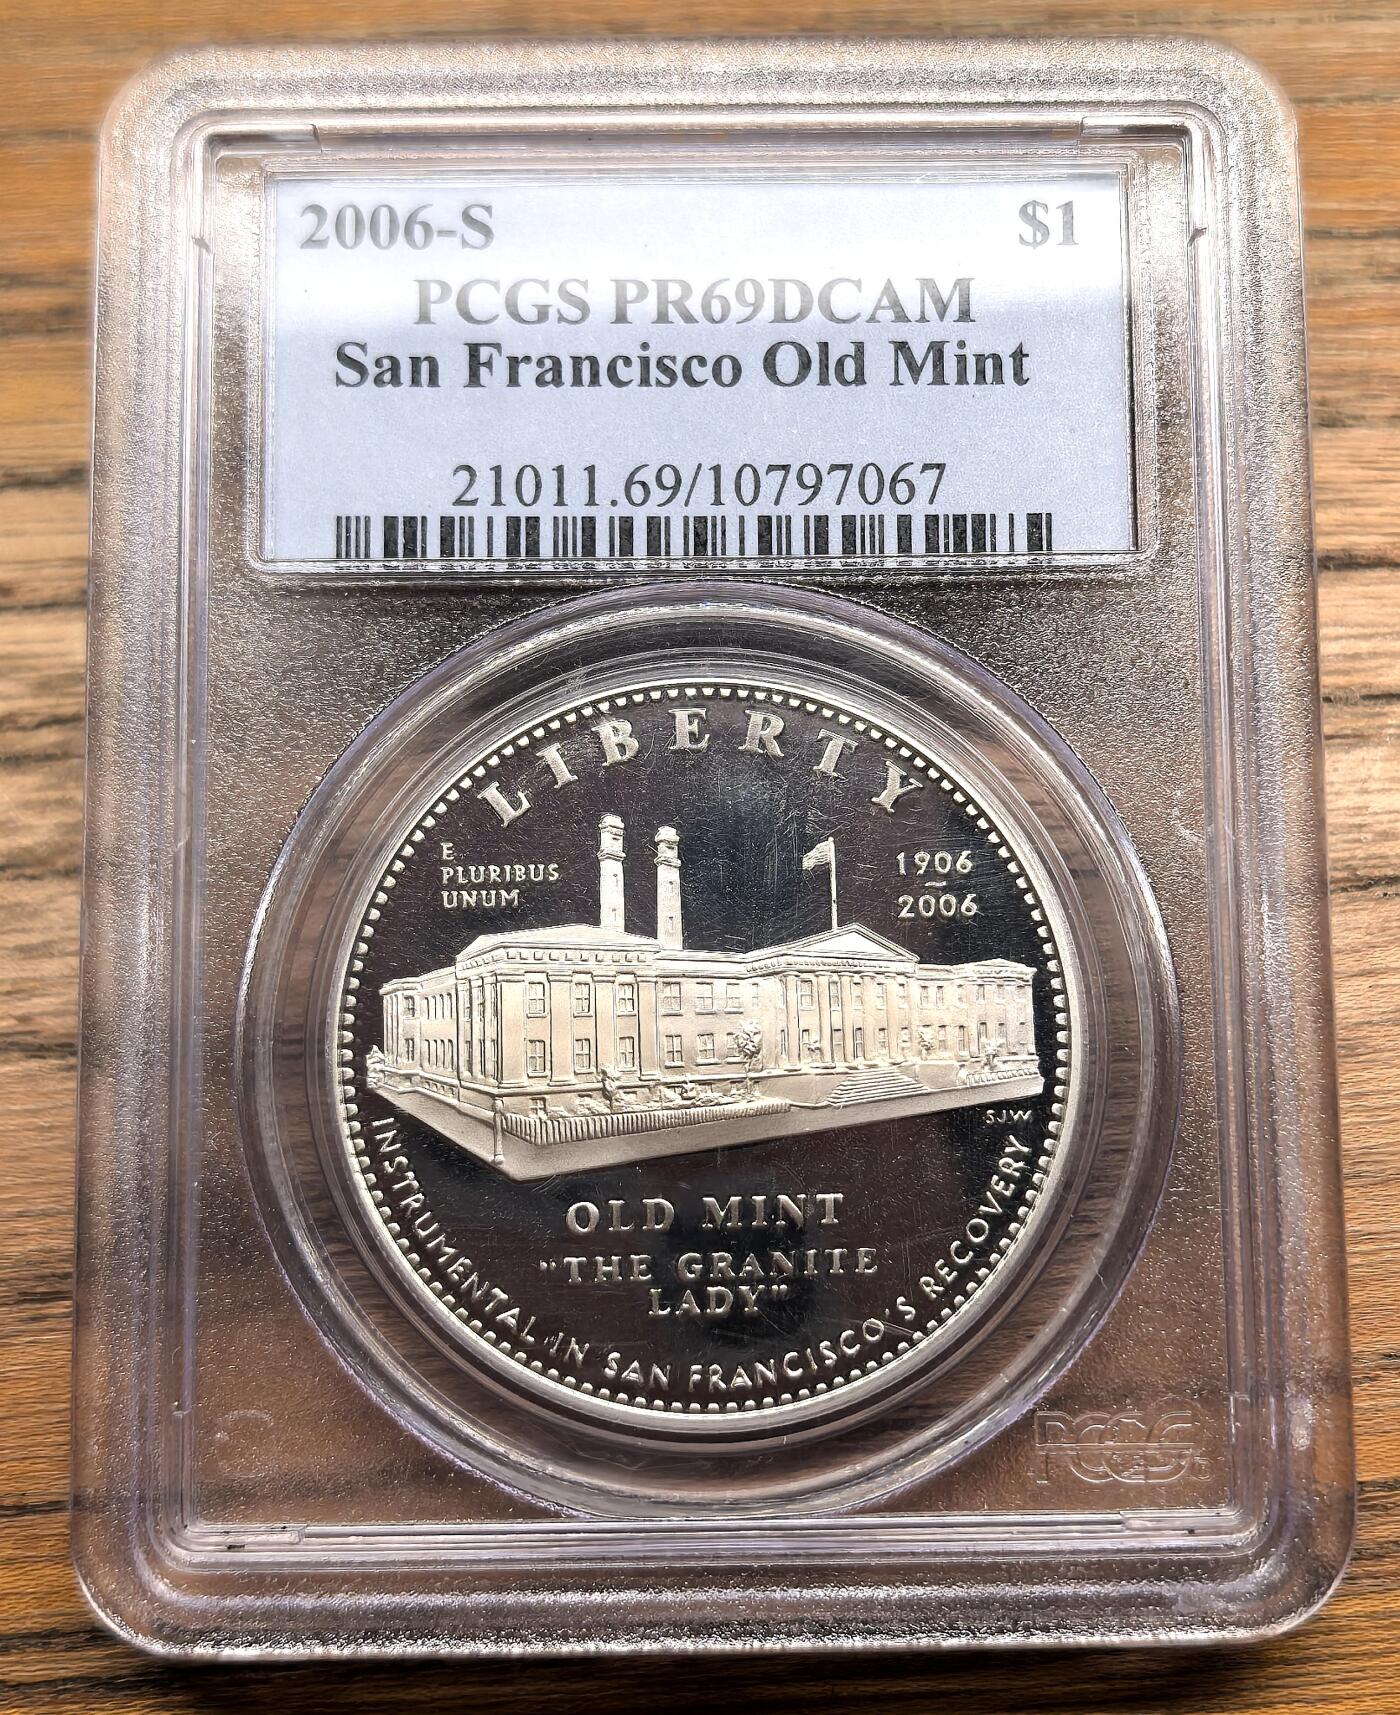 2006-S $1
PCGS PR69DCAM
San Francisco Old Mint
21011.69/10797067
LIBERTY
E
PLURIBUS
UNUM
1906
2006
SJW
OLD MINT
"THE GRANITE
LADY"
INSTRUMENTAL IN SAN FRANCISCO'S RECOVERY
PCGS